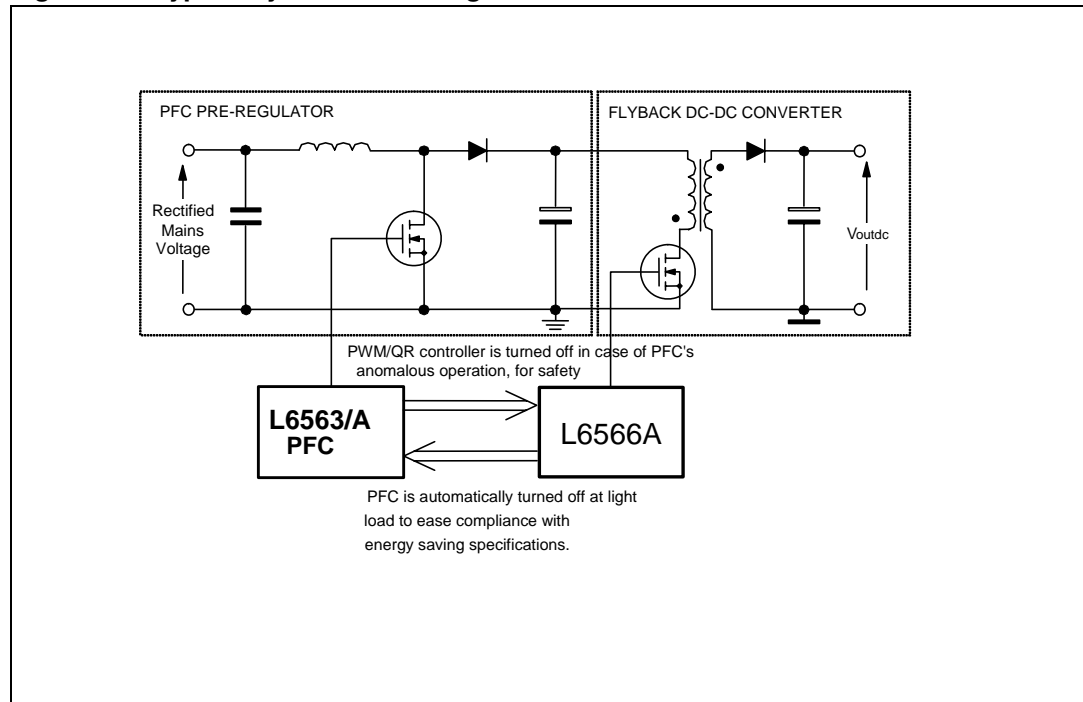 PFC PRE-REGULATOR
FLYBACK DC-DC CONVERTER
Rectified
Mains
Voltage
Voutdc
PWM/QR controller is turned off in case of PFC's
anomalous operation, for safety
L6563/A
PFC
L6566A
PFC is automatically turned off at light
load to ease compliance with
energy saving specifications.